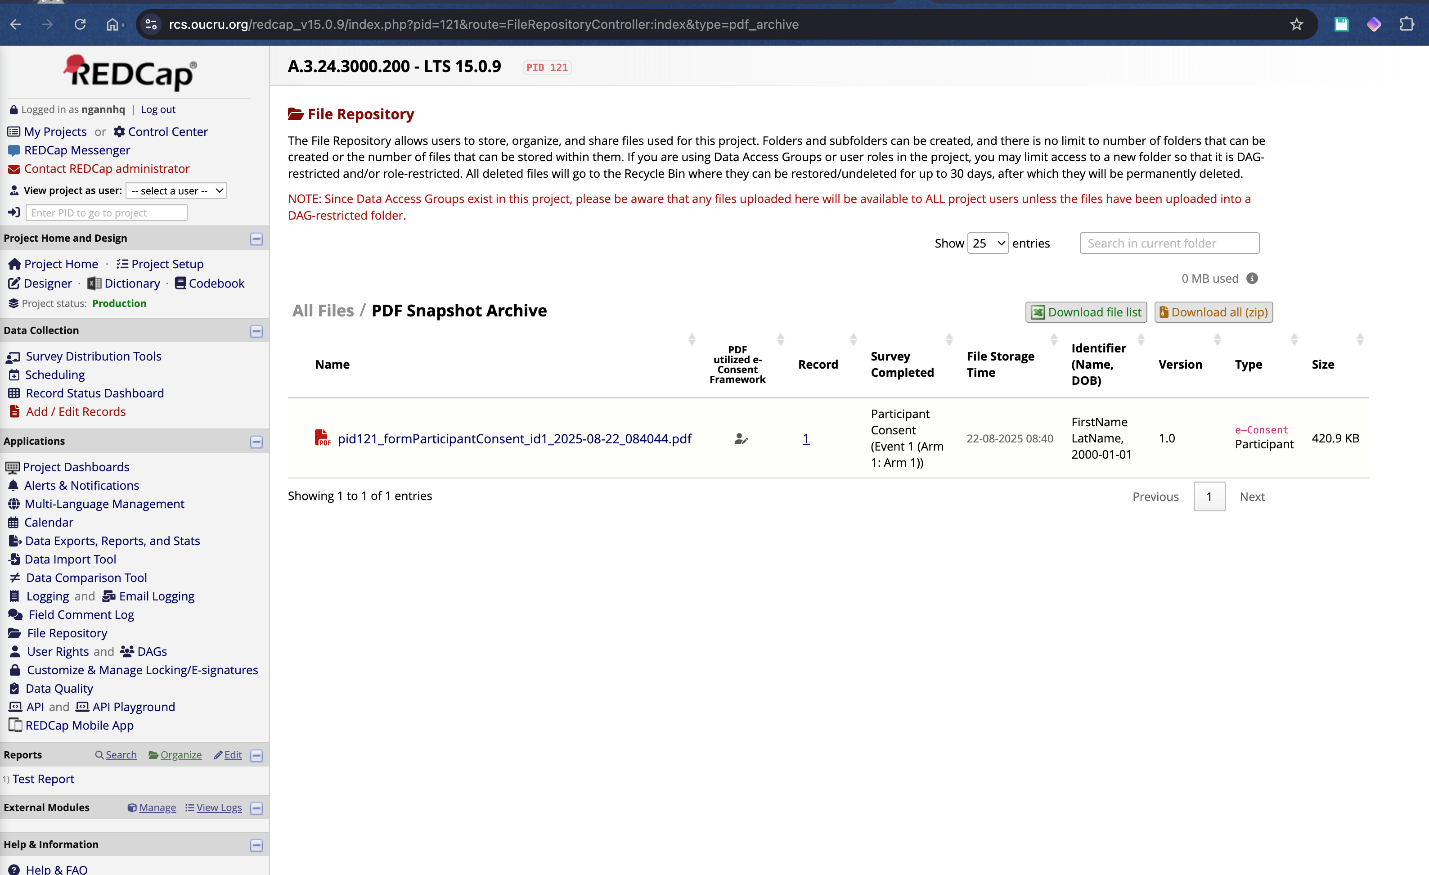 rcs.oucru.org/redcap_v15.0.9/index.php?pid=121&route=FileRepositoryController:index&type=pdf_archive
REDCap®
Logged in as ngannhq | Log out
My Projects or Control Center
REDCap Messenger
Contact REDCap administrator
View project as user: -- select a user --
Enter PID to go to project
Project Home and Design
Project Home · Project Setup
Designer · Dictionary · Codebook
Project status: Production
Data Collection
Survey Distribution Tools
Scheduling
Record Status Dashboard
Add / Edit Records
Applications
Project Dashboards
Alerts & Notifications
Multi-Language Management
Calendar
Data Exports, Reports, and Stats
Data Import Tool
Data Comparison Tool
Logging and Email Logging
Field Comment Log
File Repository
User Rights and DAGs
Customize & Manage Locking/E-signatures
Data Quality
API and API Playground
REDCap Mobile App
Reports Search Organize Edit
1) Test Report
External Modules Manage View Logs
Help & Information
Help & FAQ
A.3.24.3000.200 - LTS 15.0.9 PID 121
File Repository
The File Repository allows users to store, organize, and share files used for this project. Folders and subfolders can be created, and there is no limit to number of folders that can be
created or the number of files that can be stored within them. If you are using Data Access Groups or user roles in the project, you may limit access to a new folder so that it is DAG-
restricted and/or role-restricted. All deleted files will go to the Recycle Bin where they can be restored/undeleted for up to 30 days, after which they will be permanently deleted.
NOTE: Since Data Access Groups exist in this project, please be aware that any files uploaded here will be available to ALL project users unless the files have been uploaded into a
DAG-restricted folder.
Show 25 entries Search in current folder
0 MB used
All Files / PDF Snapshot Archive
Download file list Download all (zip)
Name
PDF
utilized e-
Consent
Framework
Record
Survey
Completed
File Storage
Time
Identifier
(Name,
DOB)
Version
Type
Size
PDF
pid121_formParticipantConsent_id1_2025-08-22_084044.pdf
1
Participant
Consent
(Event 1 (Arm
1: Arm 1))
22-08-2025 08:40
FirstName
LatName,
2000-01-01
1.0
e-Consent
Participant
420.9 KB
Showing 1 to 1 of 1 entries
Previous 1 Next